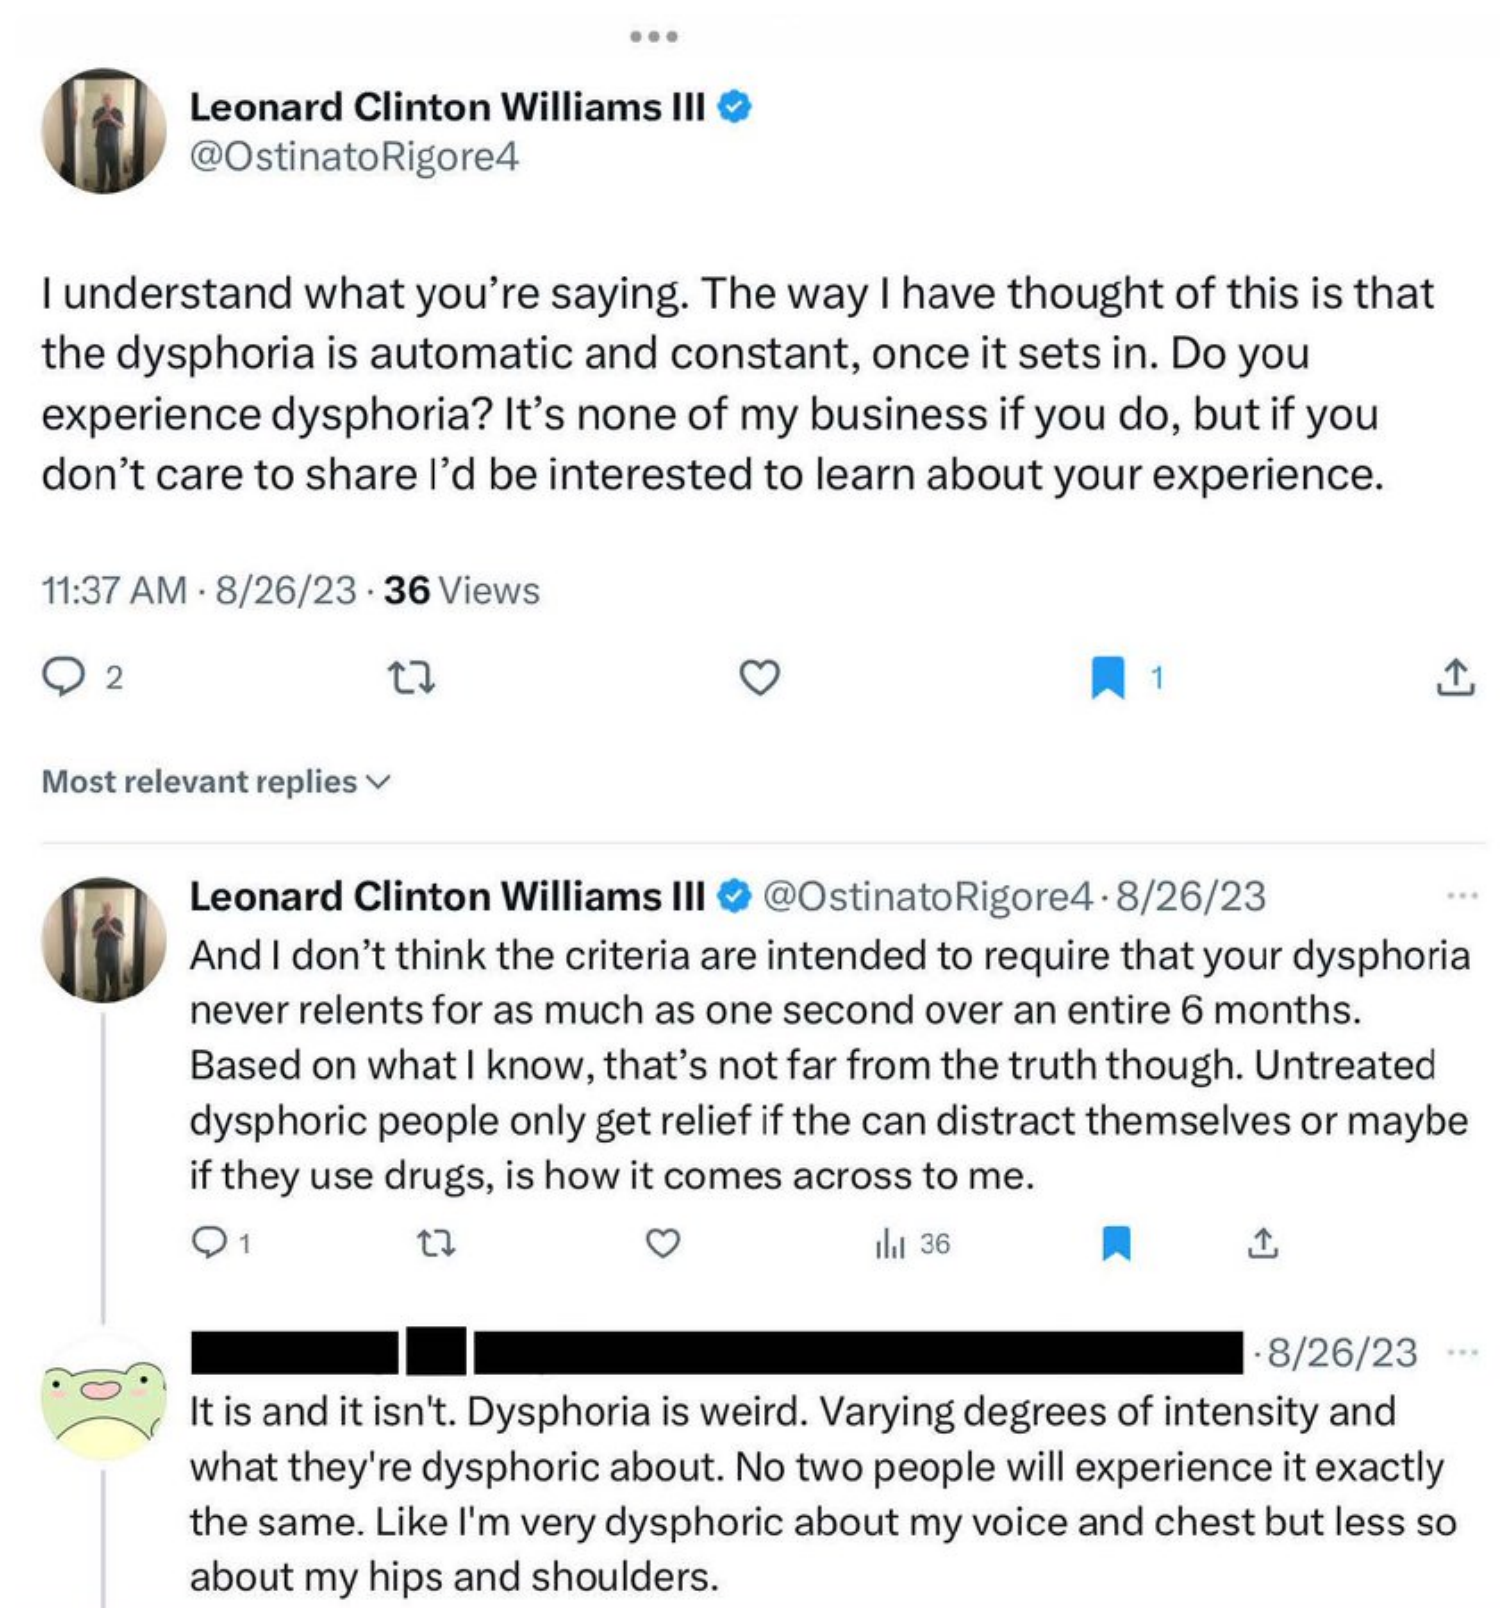 Leonard Clinton Williams III
@OstinatoRigore4
I understand what you’re saying. The way I have thought of this is that
the dysphoria is automatic and constant, once it sets in. Do you
experience dysphoria? It’s none of my business if you do, but if you
don’t care to share I’d be interested to learn about your experience.
11:37 AM · 8/26/23 · 36 Views
2 1
Most relevant replies
Leonard Clinton Williams III @OstinatoRigore4 · 8/26/23
And I don’t think the criteria are intended to require that your dysphoria
never relents for as much as one second over an entire 6 months.
Based on what I know, that’s not far from the truth though. Untreated
dysphoric people only get relief if the can distract themselves or maybe
if they use drugs, is how it comes across to me.
1 36
· 8/26/23
It is and it isn't. Dysphoria is weird. Varying degrees of intensity and
what they're dysphoric about. No two people will experience it exactly
the same. Like I'm very dysphoric about my voice and chest but less so
about my hips and shoulders.